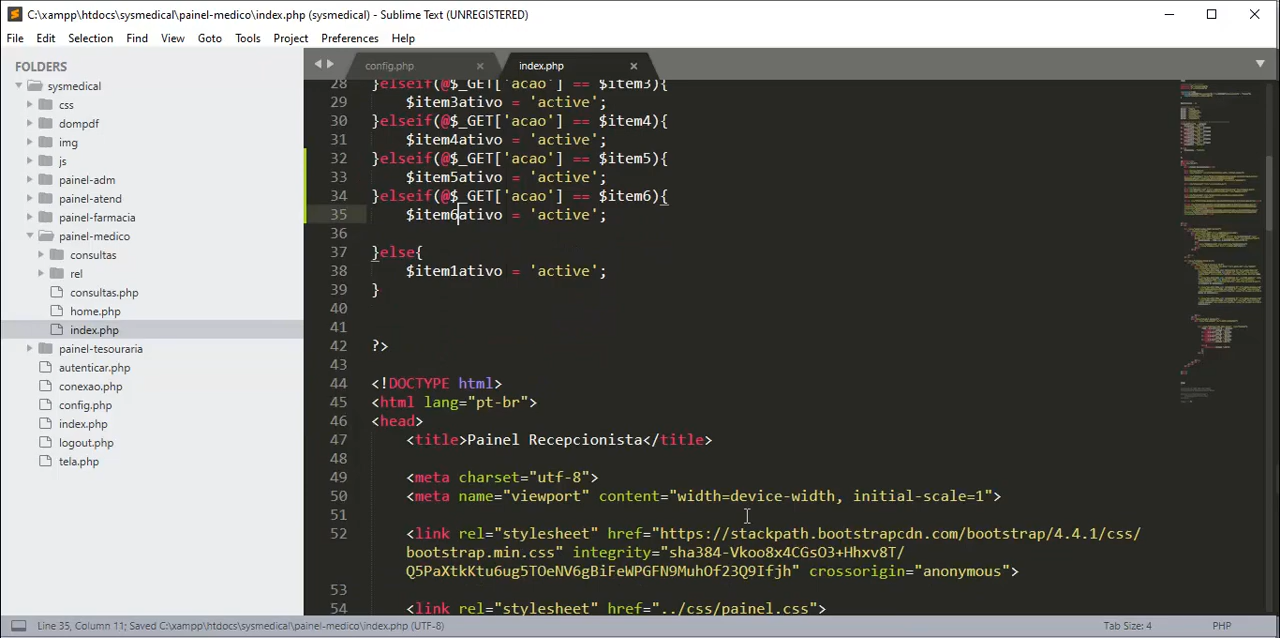 C:\xampp\htdocs\sysmedical\painel-medico\index.php (sysmedical) - Sublime Text (UNREGISTERED)
File Edit Selection Find View Goto Tools Project Preferences Help
FOLDERS
sysmedical
css
dompdf
img
js
painel-adm
painel-atend
painel-farmacia
painel-medico
consultas
rel
consultas.php
home.php
index.php
painel-tesouraria
autenticar.php
conexao.php
config.php
index.php
logout.php
tela.php
config.php × index.php ×
28 }elseif(@$_GET['acao'] == $item3){
29 $item3ativo = 'active';
30 }elseif(@$_GET['acao'] == $item4){
31 $item4ativo = 'active';
32 }elseif(@$_GET['acao'] == $item5){
33 $item5ativo = 'active';
34 }elseif(@$_GET['acao'] == $item6){
35 $item6ativo = 'active';
36
37 }else{
38 $item1ativo = 'active';
39 }
40
41
42 ?>
43
44 <!DOCTYPE html>
45 <html lang="pt-br">
46 <head>
47 <title>Painel Recepcionista</title>
48
49 <meta charset="utf-8">
50 <meta name="viewport" content="width=device-width, initial-scale=1">
51
52 <link rel="stylesheet" href="https://stackpath.bootstrapcdn.com/bootstrap/4.4.1/css/
bootstrap.min.css" integrity="sha384-Vkoo8x4CGsO3+Hhxv8T/
Q5PaXtkKtu6ug5TOeNV6gBiFeWPGFN9MuhOf23Q9Ifjh" crossorigin="anonymous">
53
54 <link rel="stylesheet" href="../css/painel.css">
Line 35, Column 11; Saved C:\xampp\htdocs\sysmedical\painel-medico\index.php (UTF-8) Tab Size: 4 PHP